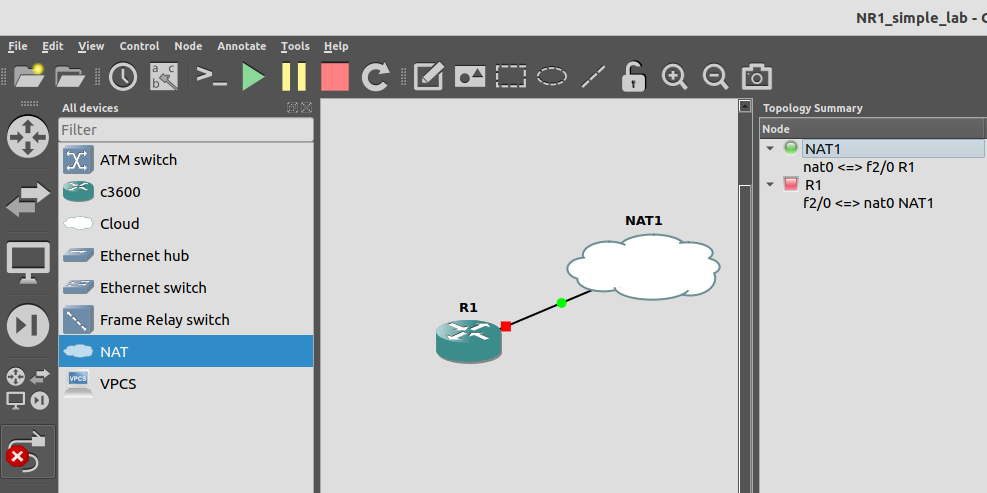 NR1_simple_lab - 
File Edit View Control Node Annotate Tools Help
All devices
Topology Summary
Filter
Node
ATM switch
NAT1
nat0 <=> f2/0 R1
c3600
R1
f2/0 <=> nat0 NAT1
Cloud
NAT1
Ethernet hub
Ethernet switch
R1
Frame Relay switch
NAT
VPCS
VPCS